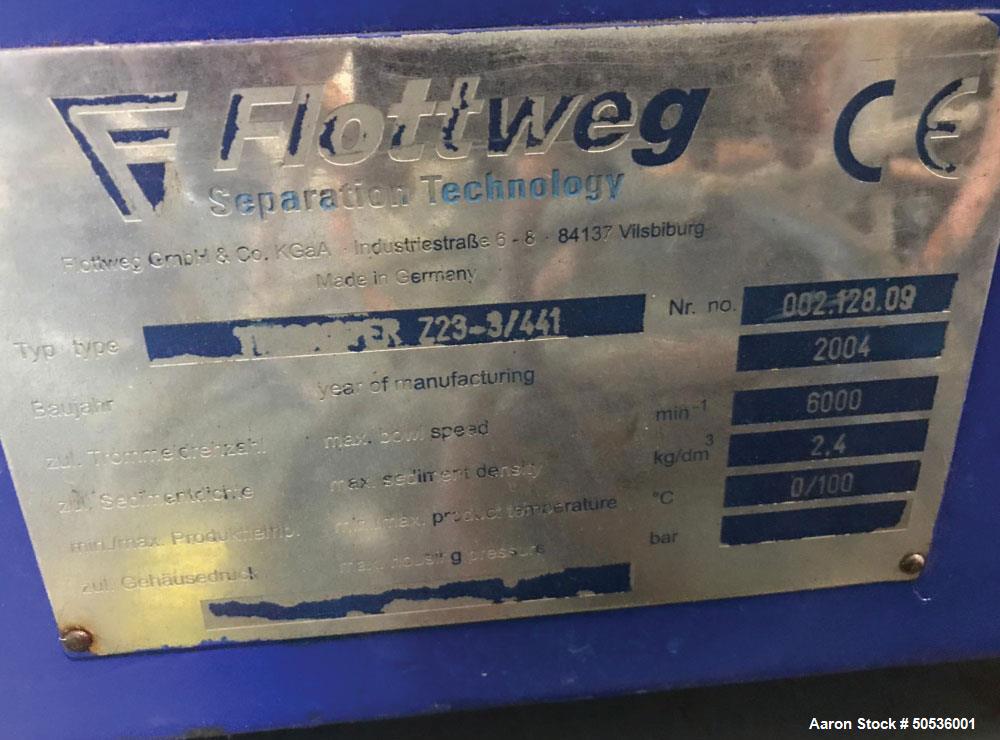 Flottweg CE
Separation Technology
Flottweg GmbH & Co. KGaA · Industriestraße 6 - 8 · 84137 Vilsbiburg
Made in Germany
Typ type Z23-3/441 Nr. no. 002.128.09
Baujahr year of manufacturing 2004
zul. Trommeldrehzahl max. bowl speed min⁻¹ 6000
zul. Sedimentdichte max. sediment density kg/dm³ 2.4
min./max. Produkttemp. min./max. product temperature °C 0/100
zul. Gehäusedruck max. housing pressure bar
Aaron Stock # 50536001